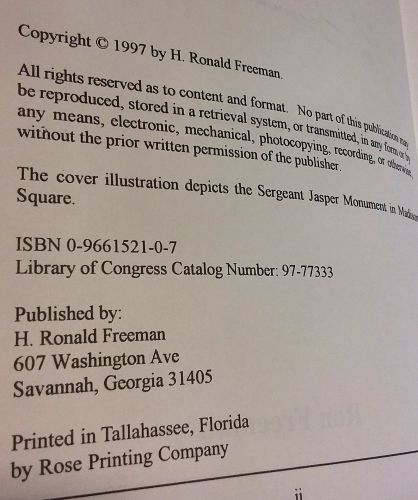 Copyright © 1997 by H. Ronald Freeman.
All rights reserved as to content and format. No part of this publication may
be reproduced, stored in a retrieval system, or transmitted, in any form or by
any means, electronic, mechanical, photocopying, recording, or otherwise,
without the prior written permission of the publisher.
The cover illustration depicts the Sergeant Jasper Monument in Madison
Square.
ISBN 0-9661521-0-7
Library of Congress Catalog Number: 97-77333
Published by:
H. Ronald Freeman
607 Washington Ave
Savannah, Georgia 31405
Printed in Tallahassee, Florida
by Rose Printing Company
ii